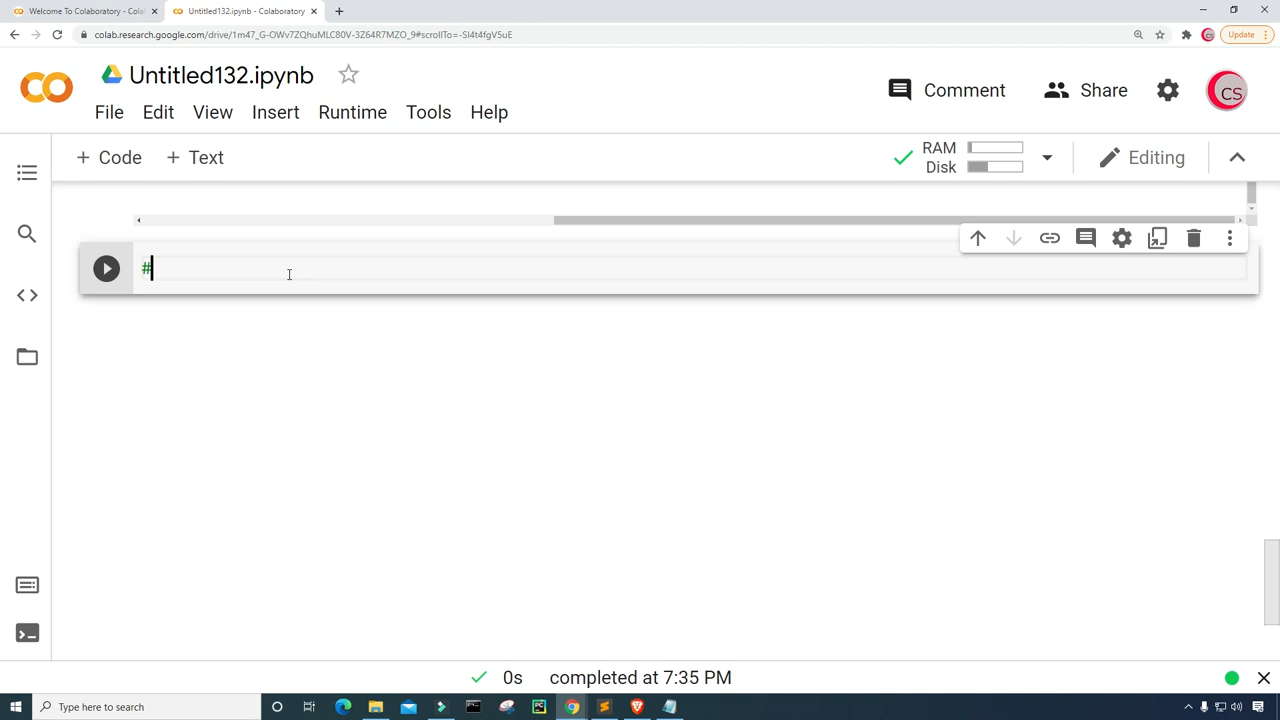 Welcome To Colaboratory - Cola
Untitled132.ipynb - Colaboratory
colab.research.google.com/drive/1m47_G-OWv7ZQhuMLC80V-3Z64R7MZO_9#scrollTo=-Sl4t4fgV5uE
Update
CO
Untitled132.ipynb
Comment
Share
CS
File Edit View Insert Runtime Tools Help
+ Code + Text
RAM
Disk
Editing
#
0s completed at 7:35 PM
Type here to search